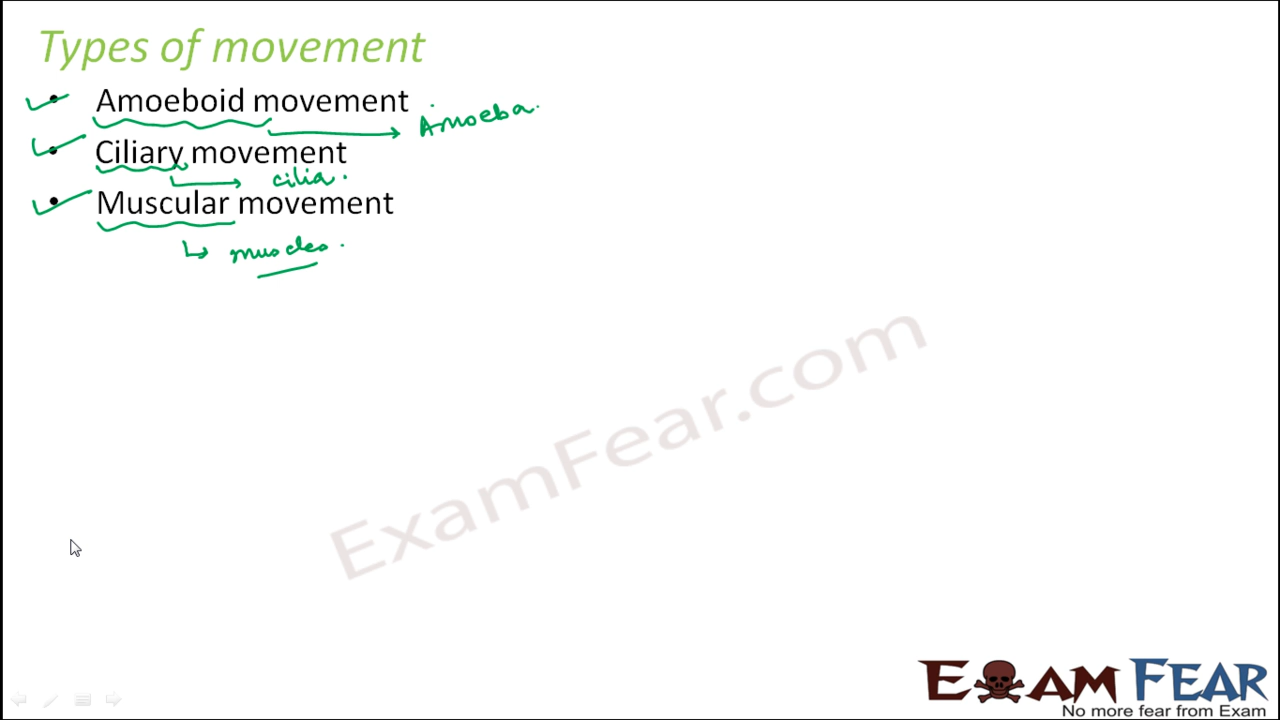 Types of movement
• Amoeboid movement
Amoeba.
• Ciliary movement
cilia.
• Muscular movement
muscles.
ExamFear.com
EXAM FEAR
No more fear from Exam